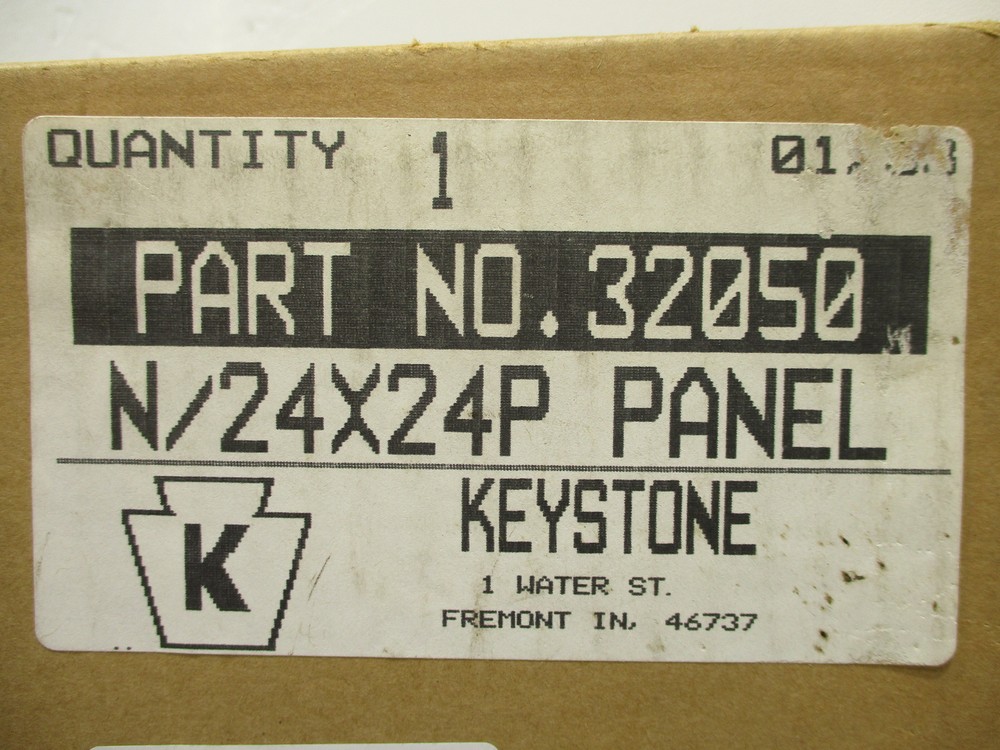 QUANTITY 1
PART NO. 32050
N/24X24P PANEL
K
KEYSTONE
1 WATER ST.
FREMONT IN, 46737